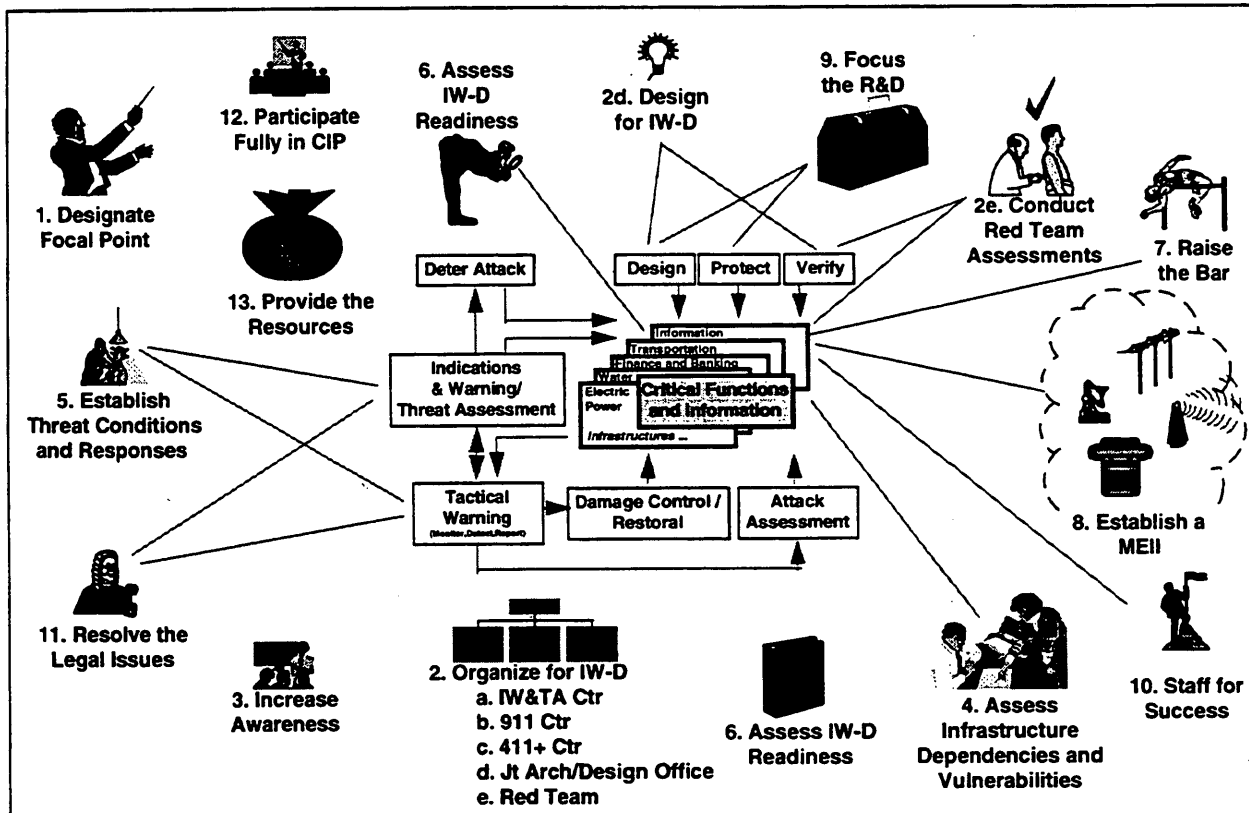 12. Participate
Fully in CIP
6. Assess
IW-D
Readiness
2d. Design
for IW-D
9. Focus
the R&D
1. Designate
Focal Point
13. Provide the
Resources
2e. Conduct
Red Team
Assessments
7. Raise
the Bar
Deter Attack
Design
Protect
Verify
5. Establish
Threat Conditions
and Responses
Indications
& Warning/
Threat Assessment
Information
Transportation
Finance and Banking
Water
Electric
Power
Critical Functions
and Information
Infrastructures ...
8. Establish a
MEII
Tactical
Warning
(Monitor,Detect,Report)
Damage Control /
Restoral
Attack
Assessment
11. Resolve the
Legal Issues
3. Increase
Awareness
2. Organize for IW-D
a. IW&TA Ctr
b. 911 Ctr
c. 411+ Ctr
d. Jt Arch/Design Office
e. Red Team
6. Assess IW-D
Readiness
4. Assess
Infrastructure
Dependencies and
Vulnerabilities
10. Staff for
Success